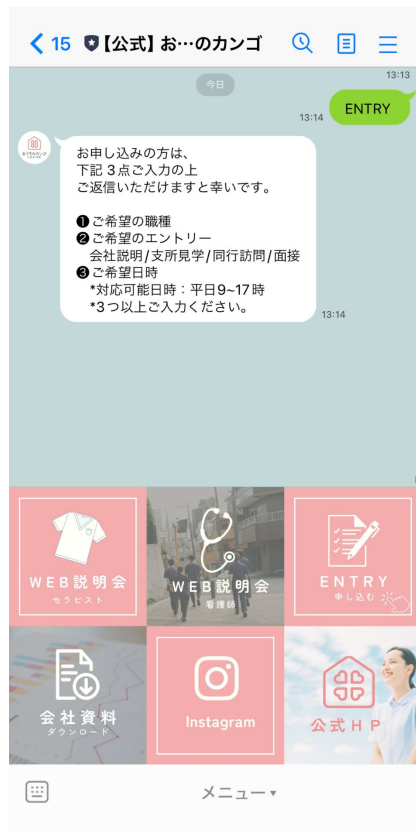 15 【公式】お…のカンゴ
13:13
今日
ENTRY
13:14
お申し込みの方は、
下記３点ご入力の上
ご返信いただけますと幸いです。
❶ご希望の職種
❷ご希望のエントリー
会社説明/支所見学/同行訪問/面接
❸ご希望日時
*対応可能日時：平日9~17時
*3つ以上ご入力ください。
13:14
WEB説明会
セラピスト
WEB説明会
看護師
ENTRY
申し込む
会社資料
ダウンロード
Instagram
公式HP
メニュー▾